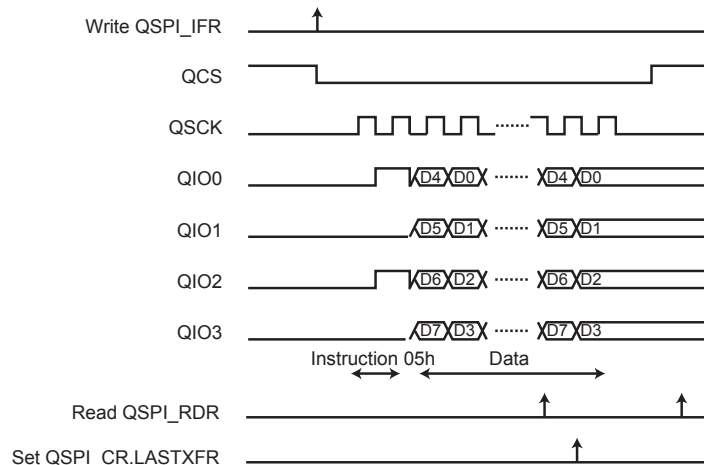 Write QSPI_IFR
QCS
QSCK
QIO0 D4 D0 D4 D0
QIO1 D5 D1 D5 D1
QIO2 D6 D2 D6 D2
QIO3 D7 D3 D7 D3
Instruction 05h Data
Read QSPI_RDR
Set QSPI_CR.LASTXFR